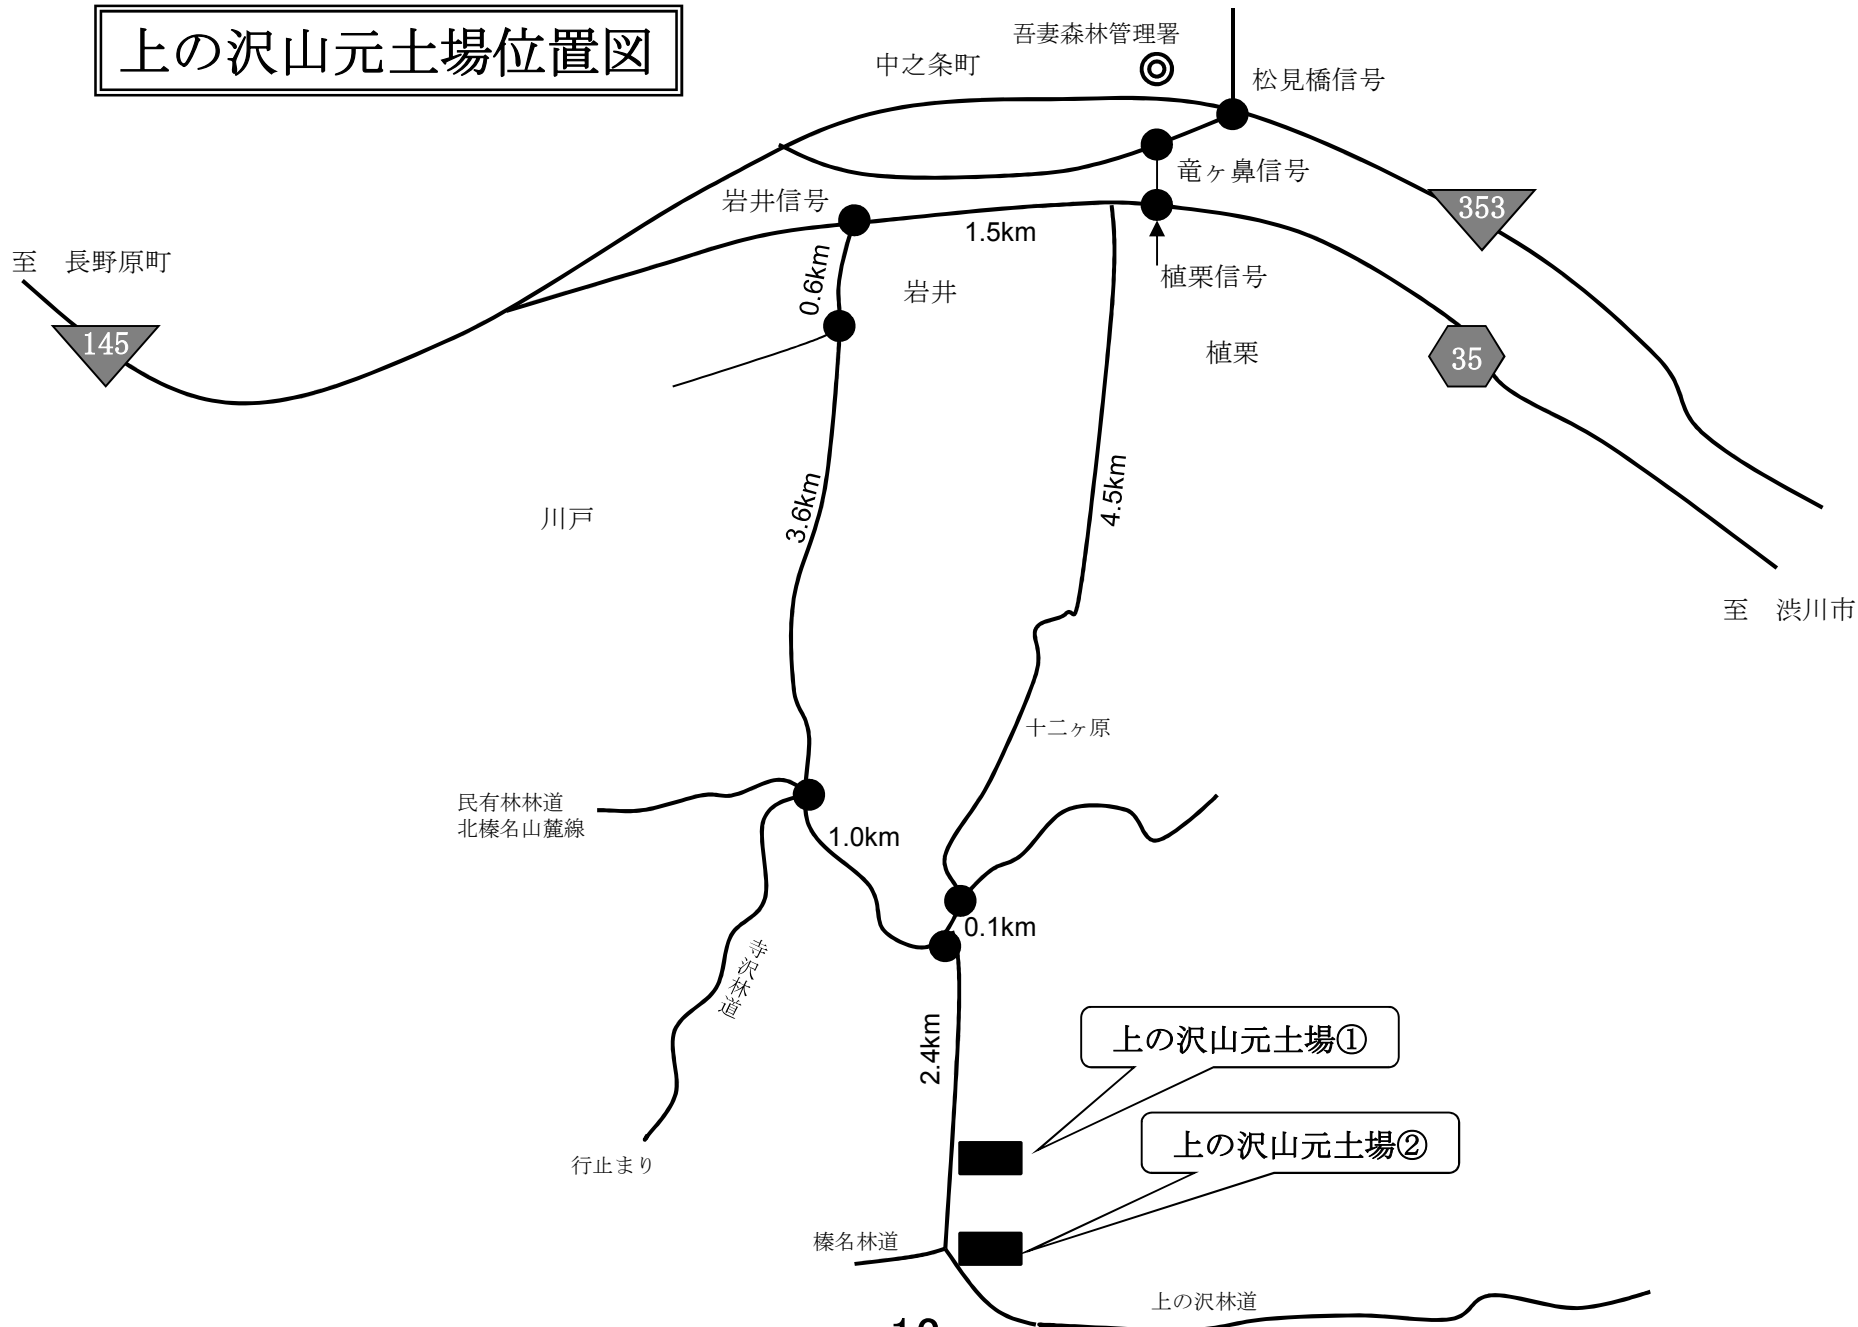 上の沢山元土場位置図
吾妻森林管理署
中之条町
松見橋信号
竜ヶ鼻信号
岩井信号
353
1.5km
至　長野原町
0.6km
植栗信号
岩井
145
植栗
35
4.5km
3.6km
川戸
至　渋川市
十二ヶ原
民有林林道
北榛名山麓線
1.0km
0.1km
寺沢林道
2.4km
上の沢山元土場①
上の沢山元土場②
行止まり
榛名林道
上の沢林道